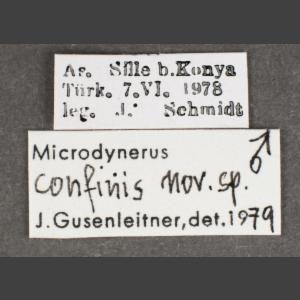 As. Sille b.Konya
Türk. 7.VI. 1978
leg. J. Schmidt
Microdynerus ♂
confinis nov. sp.
J. Gusenleitner, det. 1979